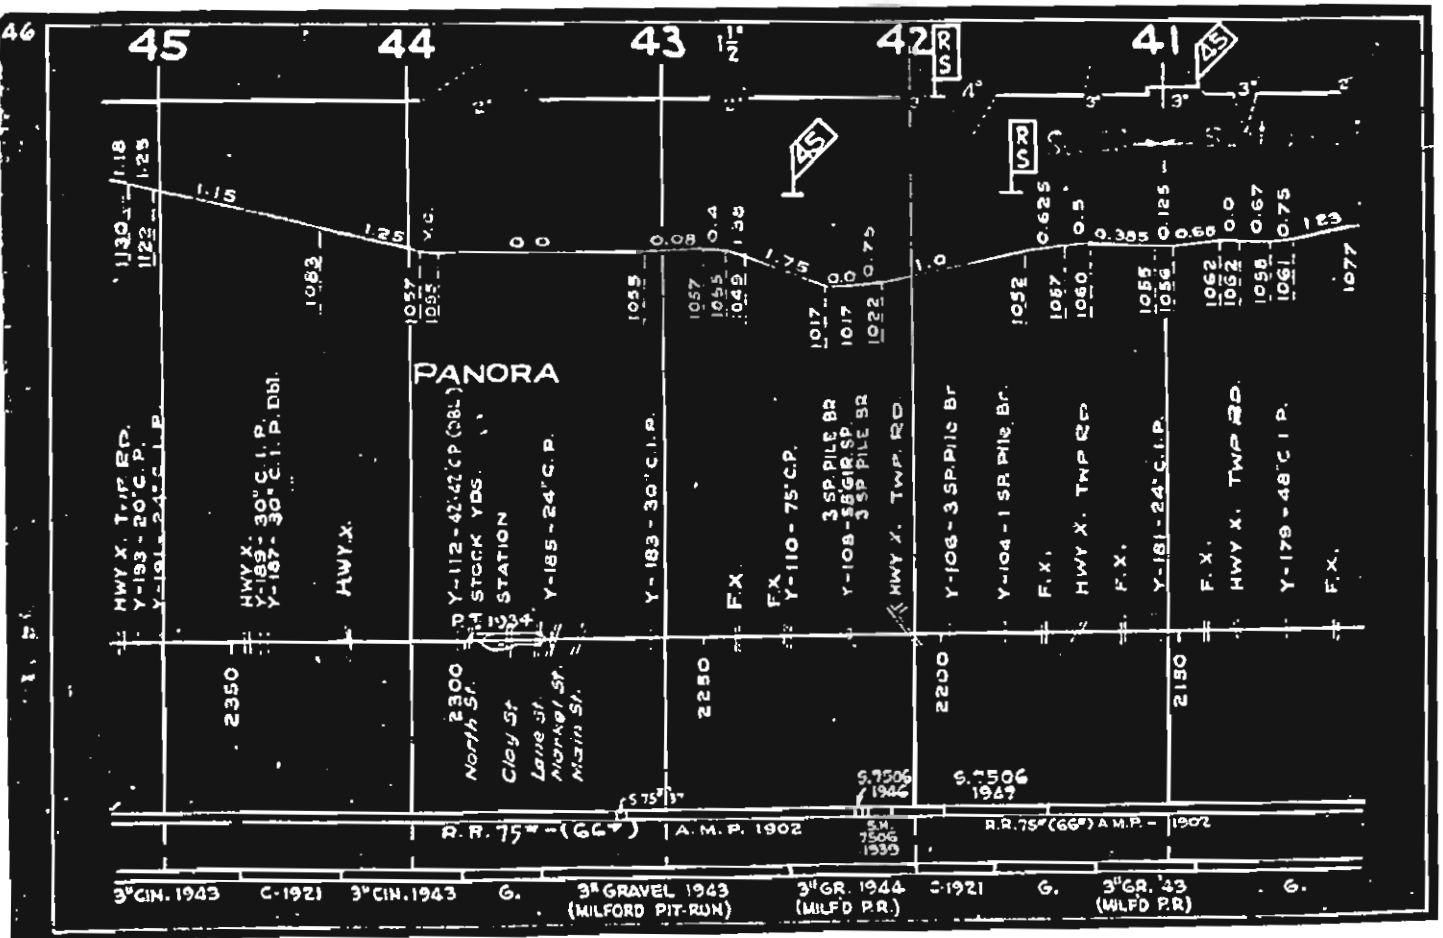 46
45 44 43 1½° 42 41
R S
45
2° 3° 1° 3° 3° 3° 2°
45
R S
1.18 1.25 1.15 1.25 V.C. 0 0 0.08 0.4 1.38 1.75 0.0 0.75 1.0 0.625 0.5 0.385 0.125 0.66 0.0 0.67 0.75 1.23
1130 1122 1083 1057 1055 1055 1057 1055 1049 1017 1017 1022 1052 1057 1060 1055 1056 1062 1062 1058 1061 1077
PANORA
HWY X. TWP. RD.
Y-193-20" C.P.
Y-191-24" C.I.P.
HWY X.
Y-189-30" C.I.P.
Y-187-30" C.I.P. Dbl.
HWY.X.
Y-112-42"42" CP (DBL)
STOCK YDS.
STATION
Y-185-24" C.P.
Y-183-30" C.I.P.
F.X.
F.X.
Y-110-75" C.P.
3 SP. PILE BR
Y-108-58 GIR. SP.
3 SP PILE BR
HWY X. TWP. RD.
Y-106-3 SP. Pile Br
Y-104-1 SP. Pile Br.
F.X.
HWY X. TWP RD
F.X.
Y-181-24" C.I.P.
F.X.
HWY X. TWP RD.
Y-179-48" C I P.
F.X.
1934
2350 2300 2250 2200 2150
North St.
Clay St
Lane St.
Market St.
Main St.
S.7506 1946
S.7506
1947
R.R. 75#-(66#) A.M.P. 1902
S.H.
7506
1939
R.R. 75#(66#) A M.P.- 1902
3"CIN. 1943 C-1921 3"CIN. 1943 G. 3" GRAVEL 1943 3" GR. 1944 C-1921 G. 3" GR. '43 G.
(MILFORD PIT-RUN) (MILF'D P.R.) (MILF'D P.R)